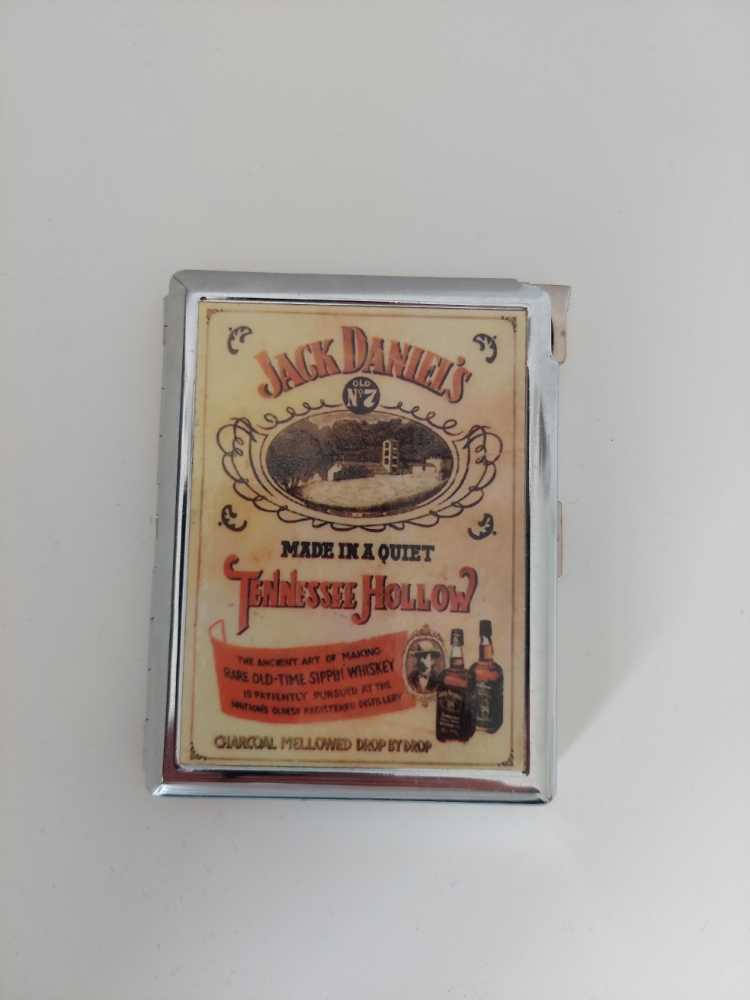 JACK DANIEL'S
OLD
Nº7
MADE IN A QUIET
TENNESSEE HOLLOW
THE ANCIENT ART OF MAKING
RARE OLD-TIME SIPPIN' WHISKEY
IS PATIENTLY PURSUED AT THE
NATION'S OLDEST REGISTERED DISTILLERY
CHARCOAL MELLOWED DROP BY DROP